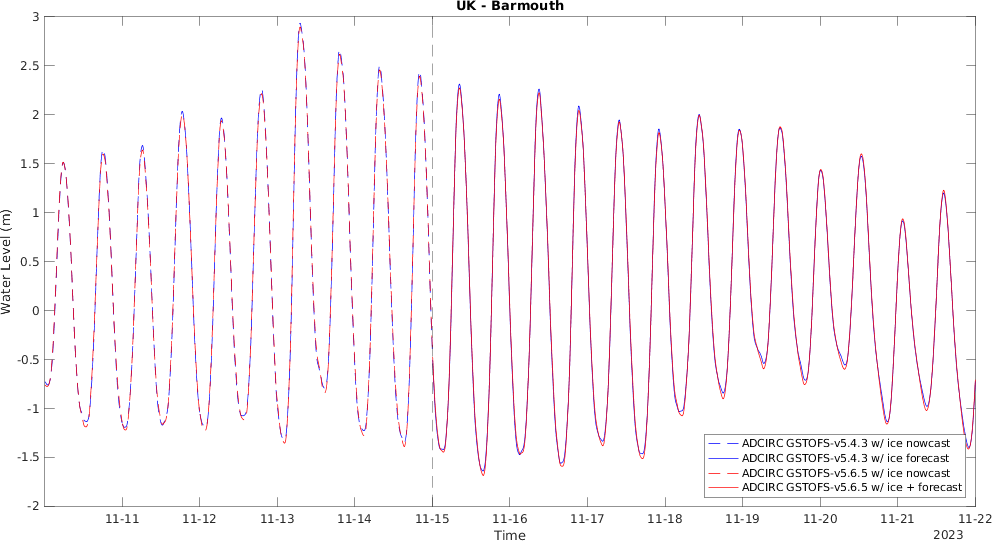 UK - Barmouth
3
2.5
2
1.5
1
0.5
0
-0.5
-1
-1.5
-2
Water Level (m)
ADCIRC GSTOFS-v5.4.3 w/ ice nowcast
ADCIRC GSTOFS-v5.4.3 w/ ice forecast
ADCIRC GSTOFS-v5.6.5 w/ ice nowcast
ADCIRC GSTOFS-v5.6.5 w/ ice + forecast
11-11 11-12 11-13 11-14 11-15 11-16 11-17 11-18 11-19 11-20 11-21 11-22
Time
2023